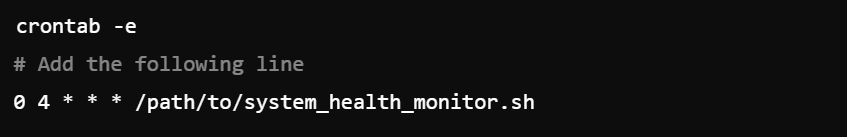 crontab -e
# Add the following line
0 4 * * * /path/to/system_health_monitor.sh